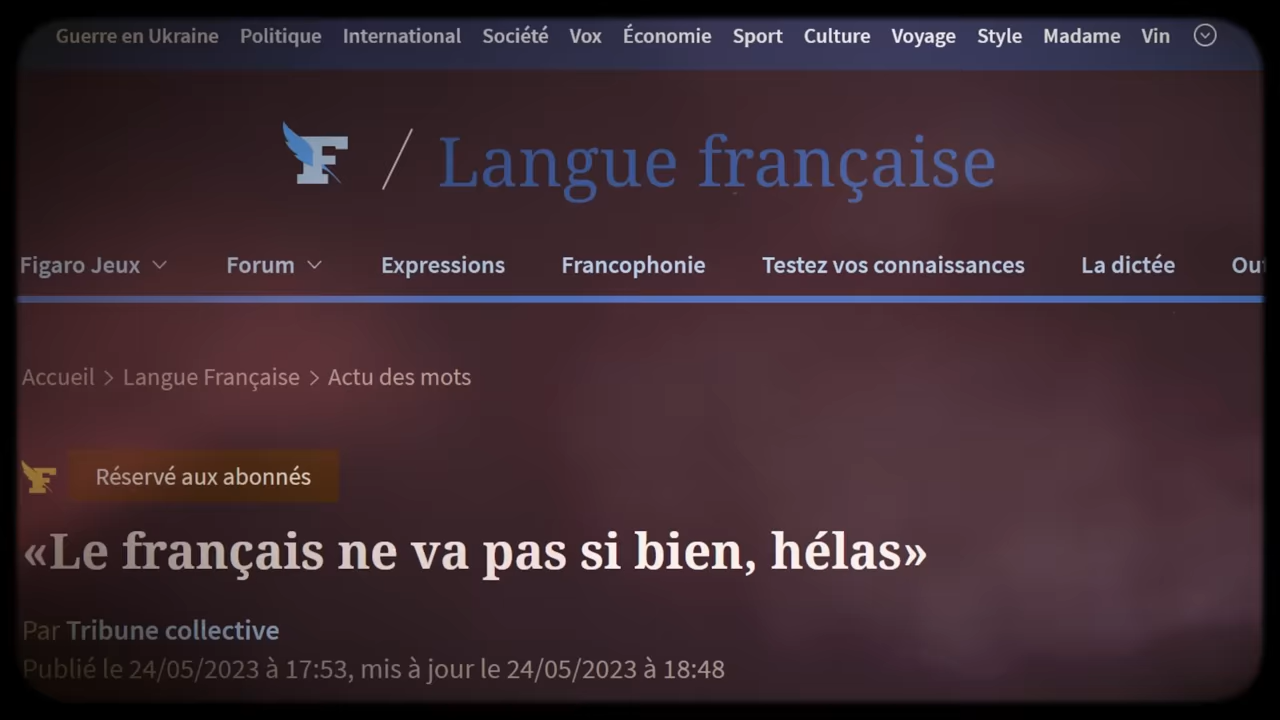 Guerre en Ukraine Politique International Société Vox Économie Sport Culture Voyage Style Madame Vin
F / Langue française
Figaro Jeux Forum Expressions Francophonie Testez vos connaissances La dictée
Accueil > Langue Française > Actu des mots
F Réservé aux abonnés
«Le français ne va pas si bien, hélas»
Par Tribune collective
Publié le 24/05/2023 à 17:53, mis à jour le 24/05/2023 à 18:48